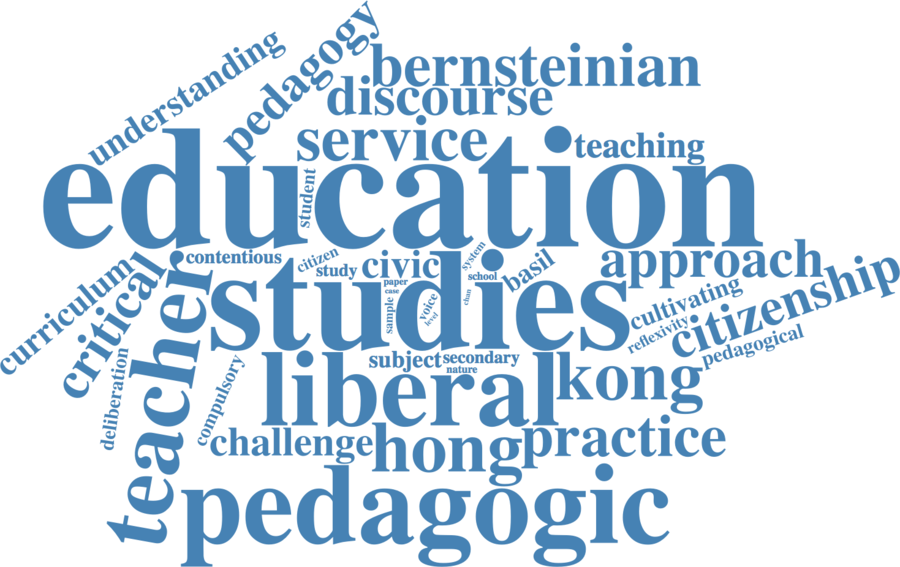 understanding
pedagogy
bernsteinian
discourse
service
teaching
education
student
contentious
citizen
study
civic
system
school
basil
approach
paper
case
studies
sample
voice
level
chan
curriculum
critical
teacher
cultivating
citizenship
reflexivity
pedagogical
subject
secondary
nature
liberal
kong
deliberation
compulsory
challenge
hong
practice
pedagogic